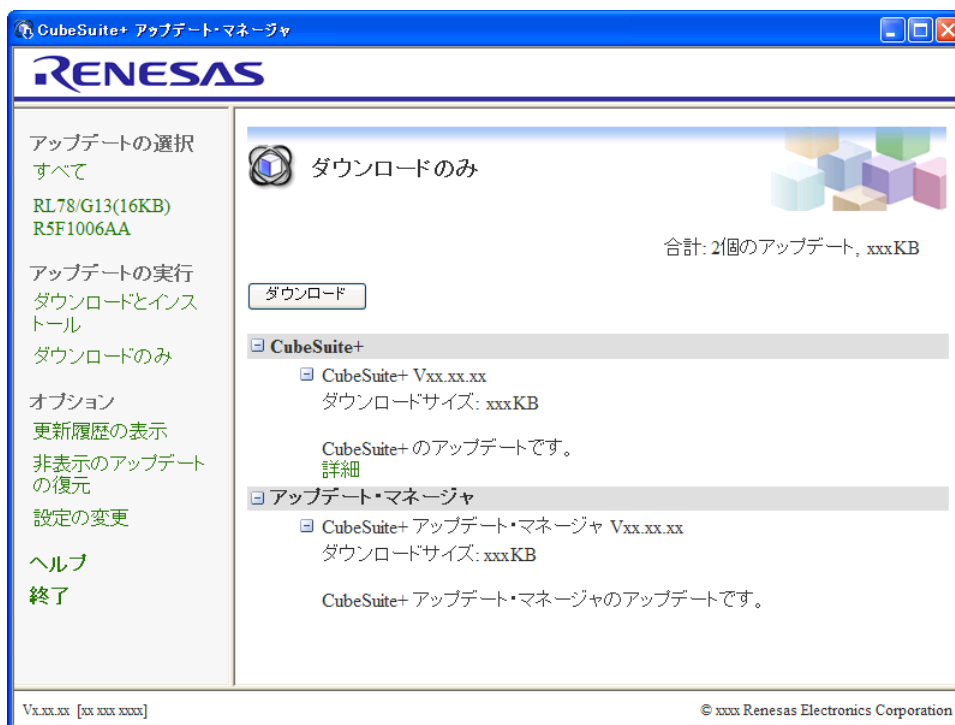 CubeSuite+ アップデート・マネージャ
RENESAS
アップデートの選択
すべて
RL78/G13(16KB)
R5F1006AA
アップデートの実行
ダウンロードとインス
トール
ダウンロードのみ
オプション
更新履歴の表示
非表示のアップデート
の復元
設定の変更
ヘルプ
終了
ダウンロードのみ
合計: 2個のアップデート, xxxKB
ダウンロード
CubeSuite+
CubeSuite+ Vxx.xx.xx
ダウンロードサイズ: xxxKB
CubeSuite+ のアップデートです。
詳細
アップデート・マネージャ
CubeSuite+ アップデート・マネージャ Vxx.xx.xx
ダウンロードサイズ: xxxKB
CubeSuite+ アップデート・マネージャのアップデートです。
Vx.xx.xx [xx xxx xxxx]
© xxxx Renesas Electronics Corporation